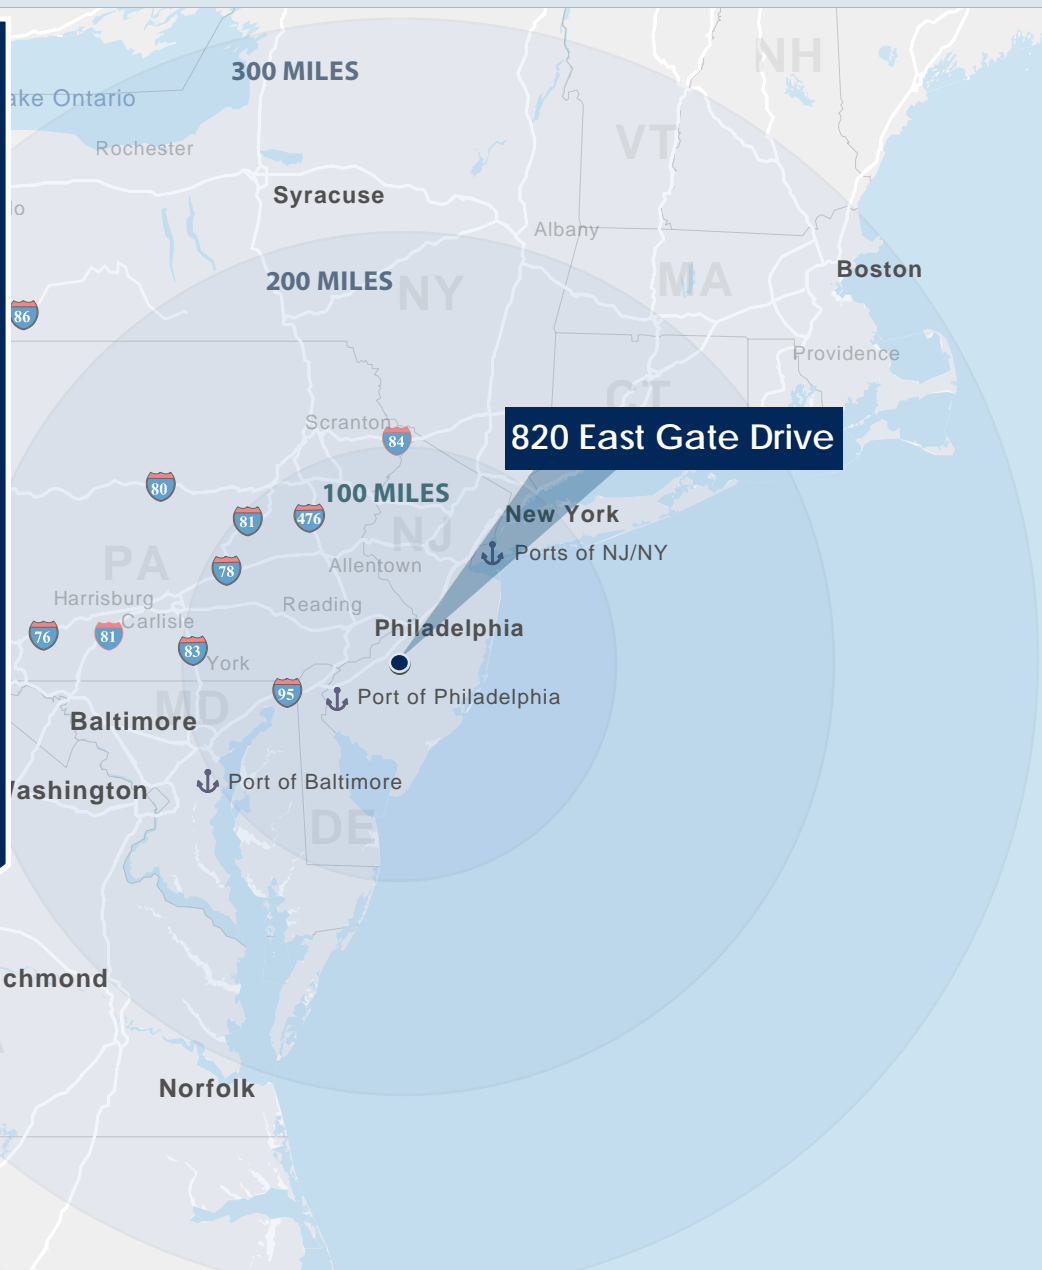 NH
300 MILES
ake Ontario
VT
Rochester
Syracuse
lo
Albany
Boston
200 MILES
NY
MA
86
Providence
CT
Scranton
84
820 East Gate Drive
80
100 MILES
81
476
New York
NJ
Ports of NJ/NY
PA
78
Allentown
Harrisburg
Reading
Carlisle
Philadelphia
76
81
83
York
95
Port of Philadelphia
MD
Baltimore
Port of Baltimore
Washington
DE
chmond
Norfolk